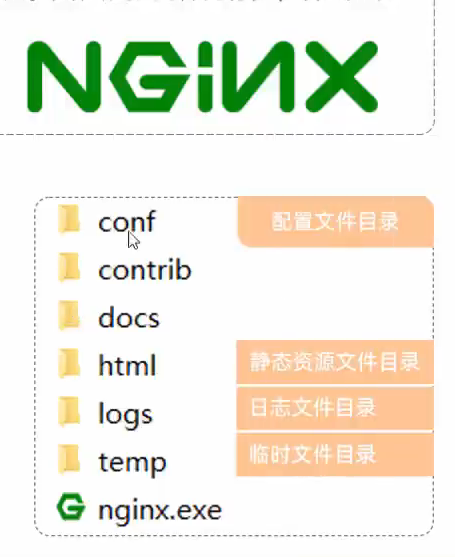 NGINX
conf 配置文件目录
contrib
docs
html 静态资源文件目录
logs 日志文件目录
temp 临时文件目录
nginx.exe